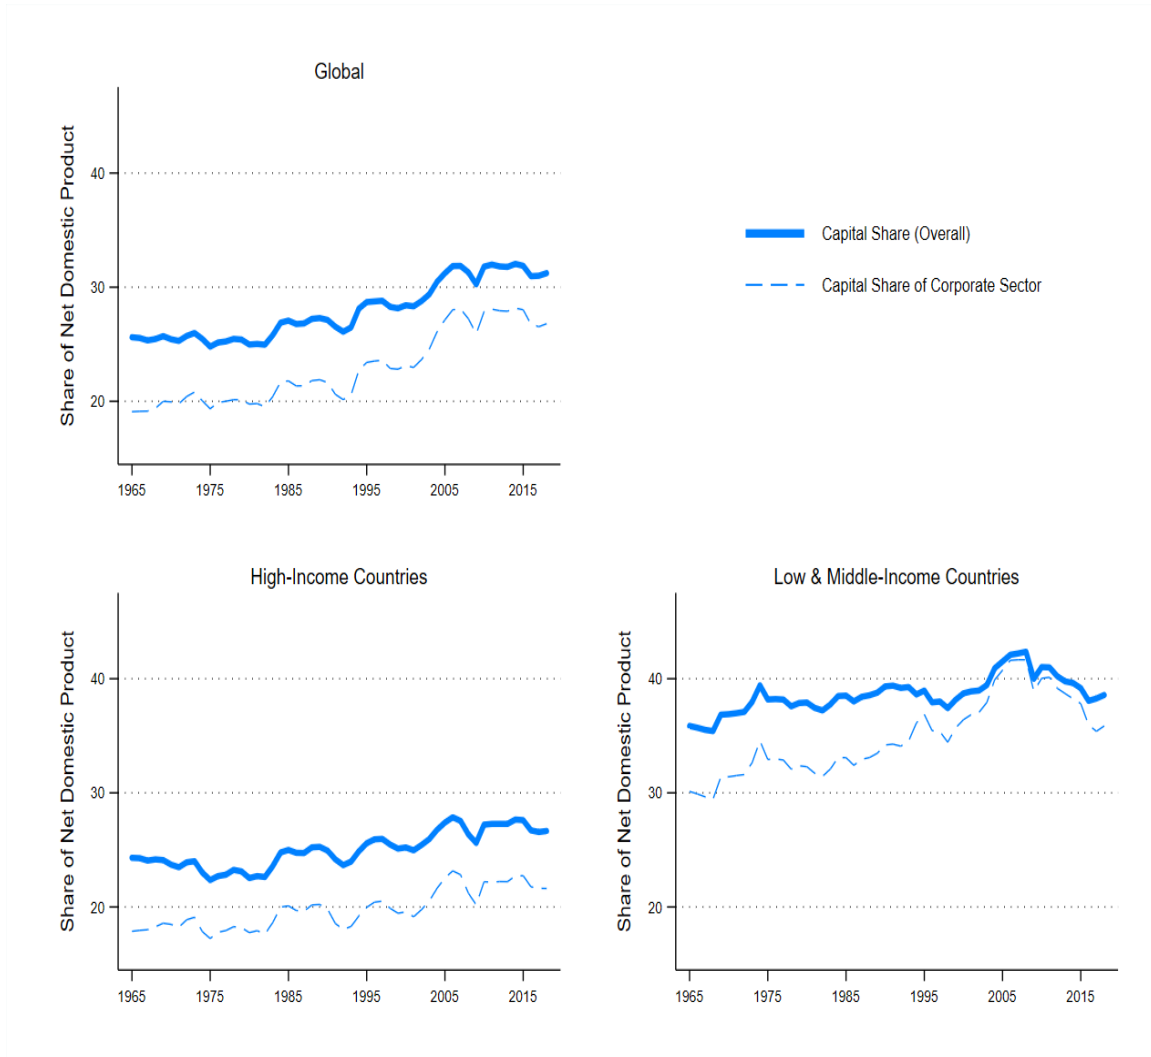 Global
Share of Net Domestic Product
40
30
20
1965 1975 1985 1995 2005 2015
Capital Share (Overall)
Capital Share of Corporate Sector
High-Income Countries
Share of Net Domestic Product
40
30
20
1965 1975 1985 1995 2005 2015
Low & Middle-Income Countries
Share of Net Domestic Product
40
30
20
1965 1975 1985 1995 2005 2015